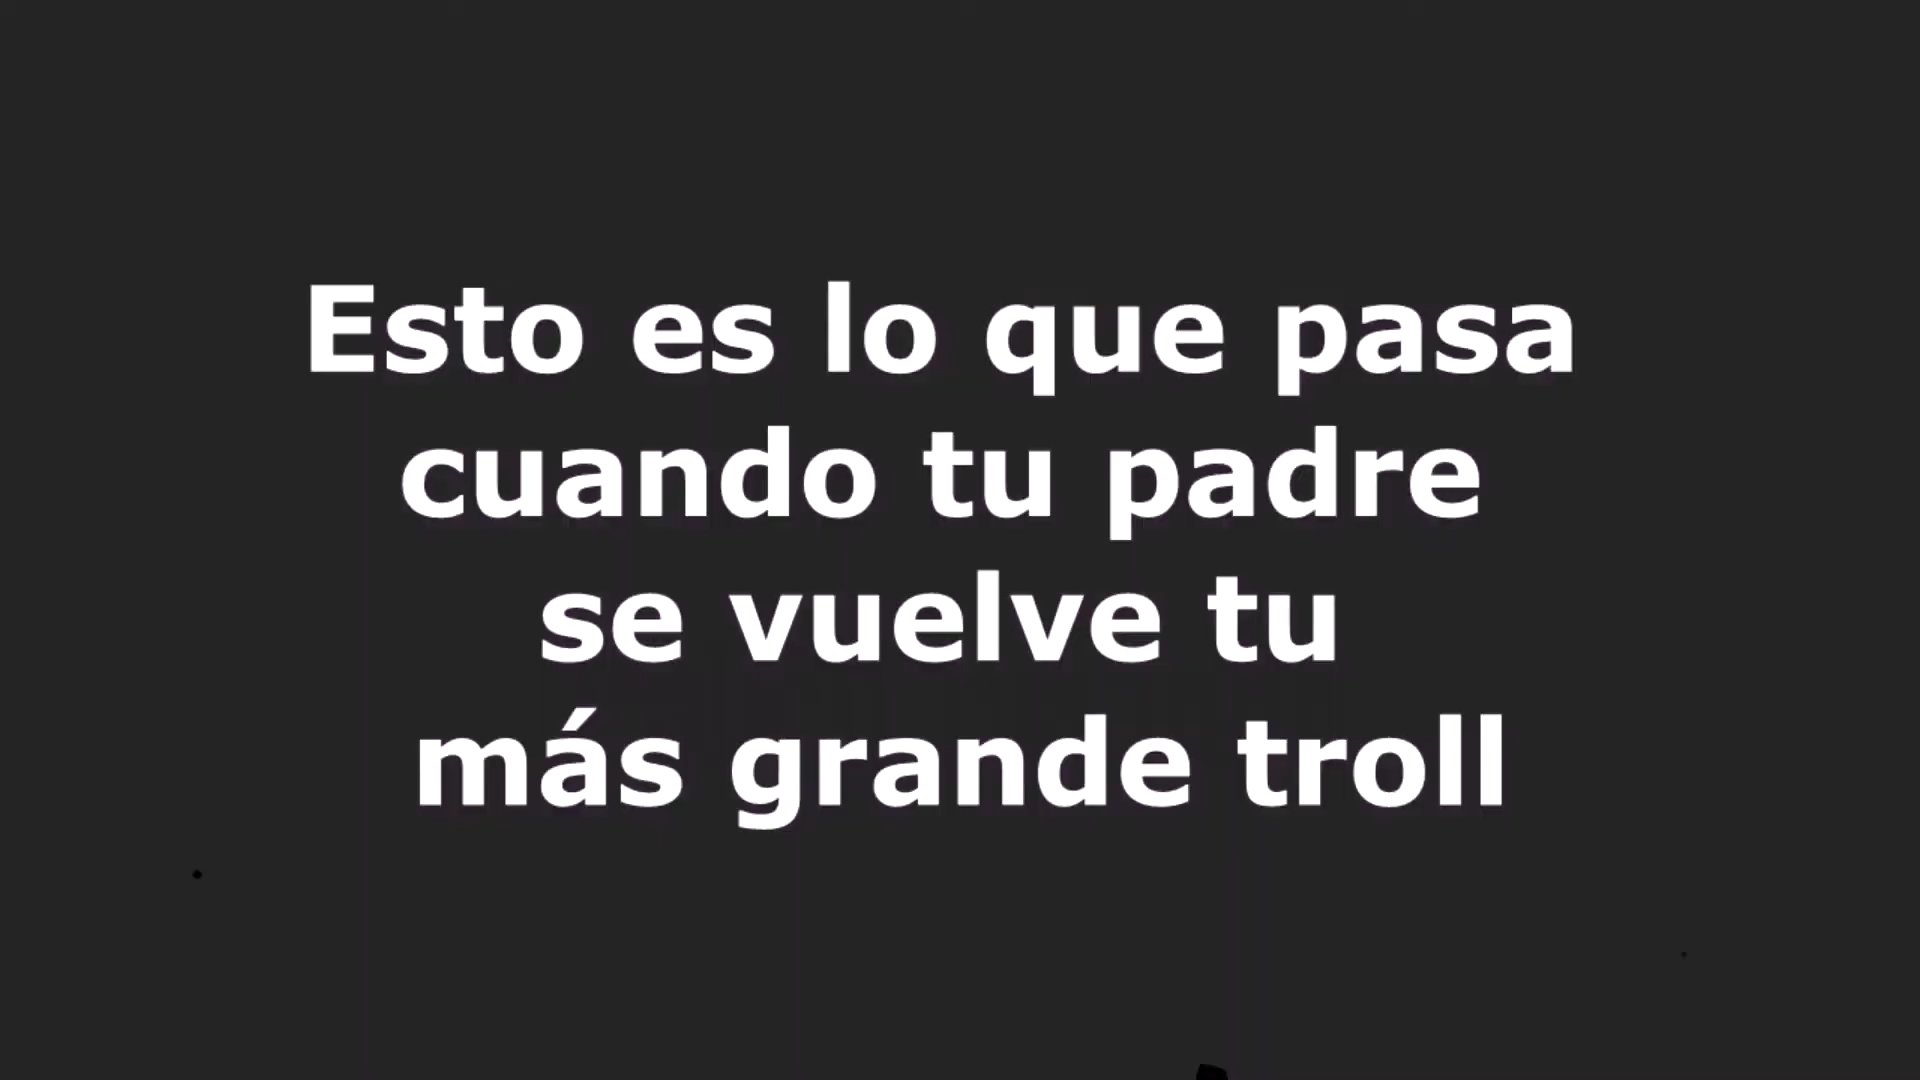 Esto es lo que pasa
cuando tu padre
se vuelve tu
más grande troll